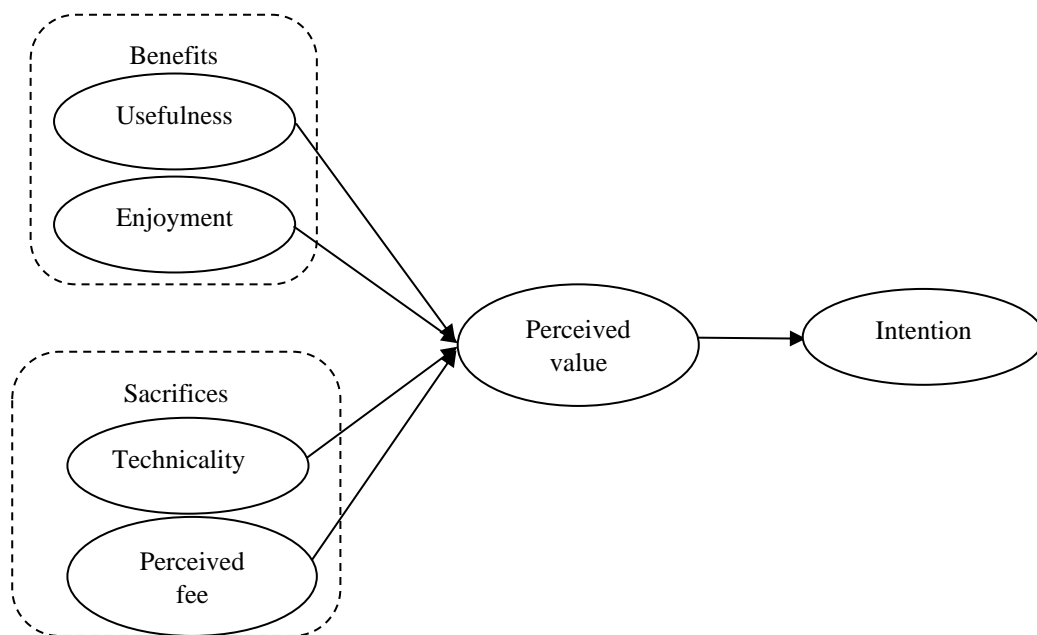 Benefits
Usefulness
Enjoyment
Perceived
value
Intention
Sacrifices
Technicality
Perceived
fee